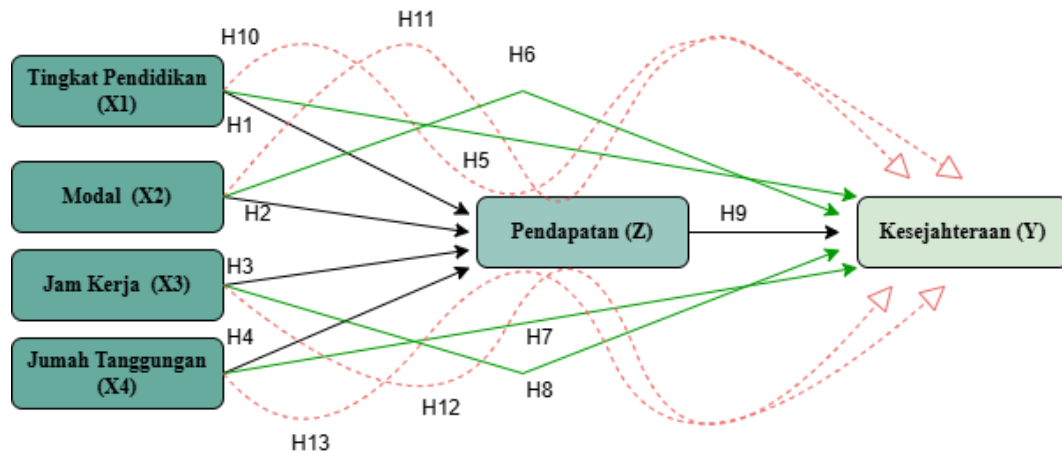 H10
H11
H6
Tingkat Pendidikan
(X1)
H1
H5
Modal (X2)
H2
Pendapatan (Z)
H9
Kesejahteraan (Y)
Jam Kerja (X3)
H3
H4
H7
Jumah Tanggungan
(X4)
H8
H12
H13